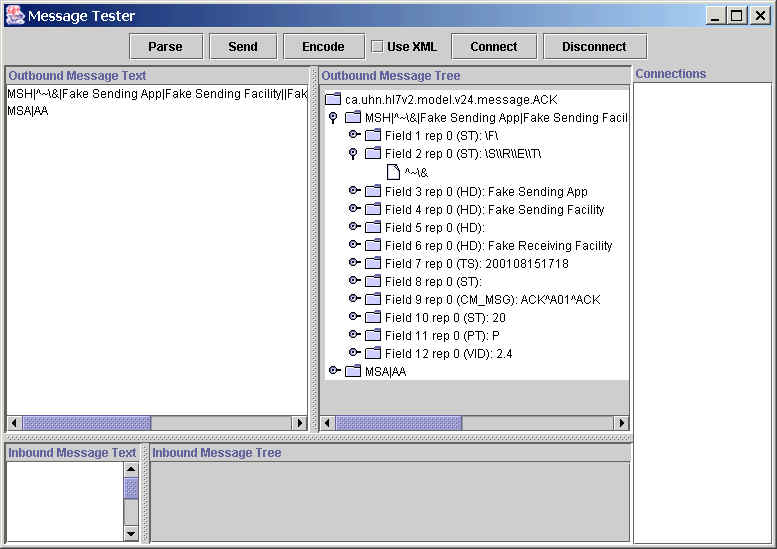 Message Tester
Parse Send Encode Use XML Connect Disconnect
Outbound Message Text
MSH|^~\&|Fake Sending App|Fake Sending Facility||Fak
MSA|AA
Outbound Message Tree
ca.uhn.hl7v2.model.v24.message.ACK
MSH|^~\&|Fake Sending App|Fake Sending Facil
Field 1 rep 0 (ST): \F\
Field 2 rep 0 (ST): \S\\R\\E\\T\
^~\&
Field 3 rep 0 (HD): Fake Sending App
Field 4 rep 0 (HD): Fake Sending Facility
Field 5 rep 0 (HD):
Field 6 rep 0 (HD): Fake Receiving Facility
Field 7 rep 0 (TS): 200108151718
Field 8 rep 0 (ST):
Field 9 rep 0 (CM_MSG): ACK^A01^ACK
Field 10 rep 0 (ST): 20
Field 11 rep 0 (PT): P
Field 12 rep 0 (VID): 2.4
MSA|AA
Connections
Inbound Message Text
Inbound Message Tree